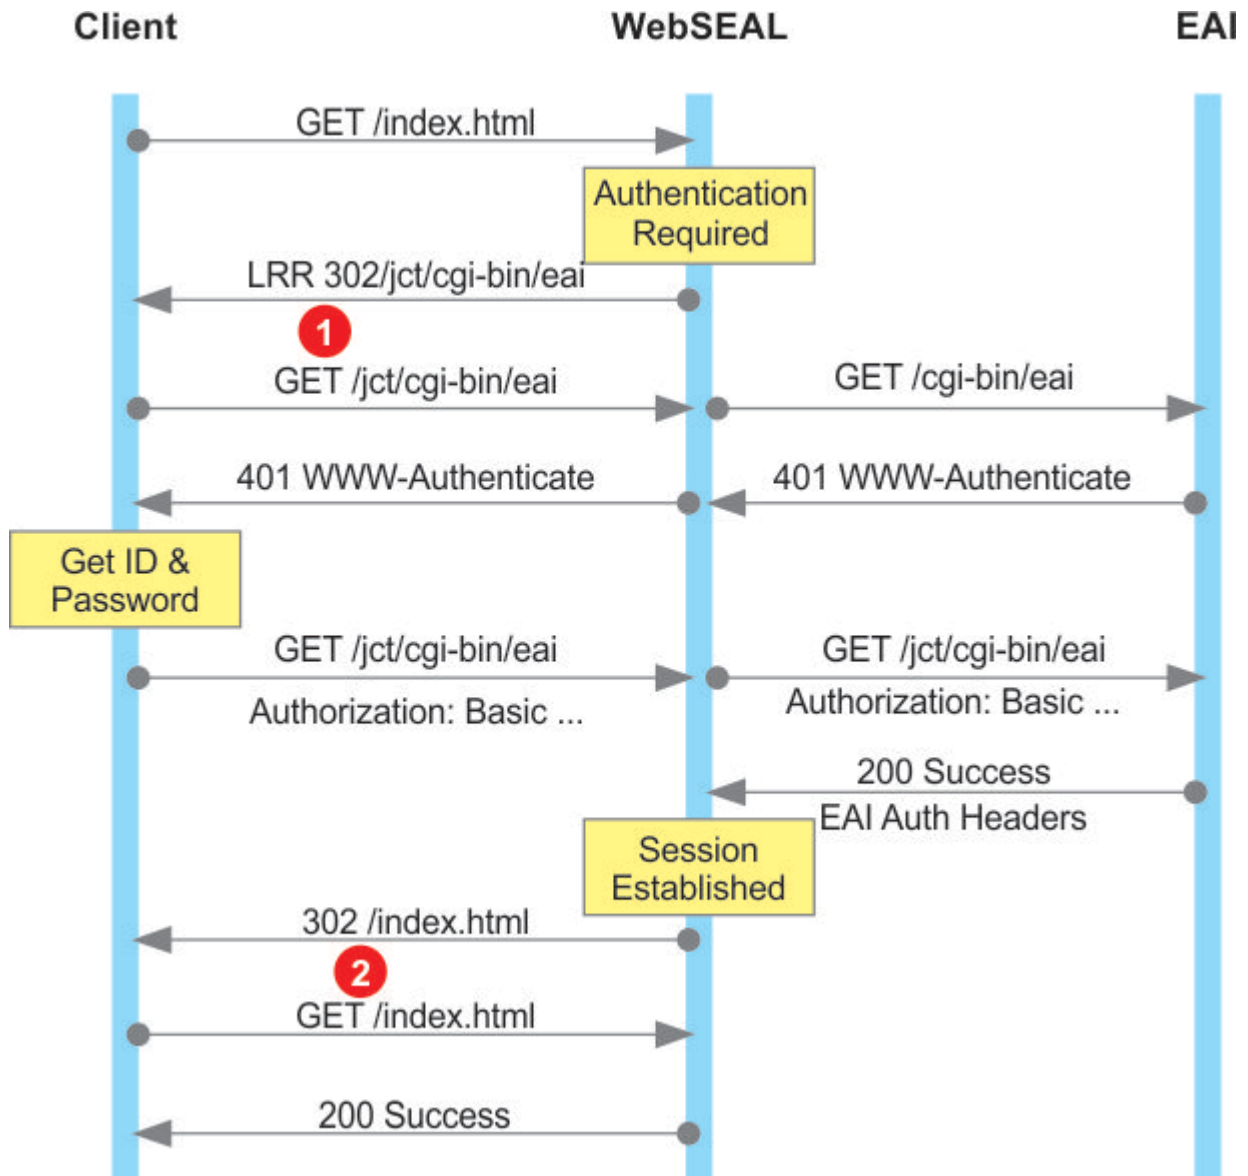 Client
WebSEAL
EAI
GET /index.html
Authentication
Required
LRR 302/jct/cgi-bin/eai
1
GET /jct/cgi-bin/eai
GET /cgi-bin/eai
401 WWW-Authenticate
401 WWW-Authenticate
Get ID &
Password
GET /jct/cgi-bin/eai
GET /jct/cgi-bin/eai
Authorization: Basic ...
Authorization: Basic ...
200 Success
EAI Auth Headers
Session
Established
302 /index.html
2
GET /index.html
200 Success